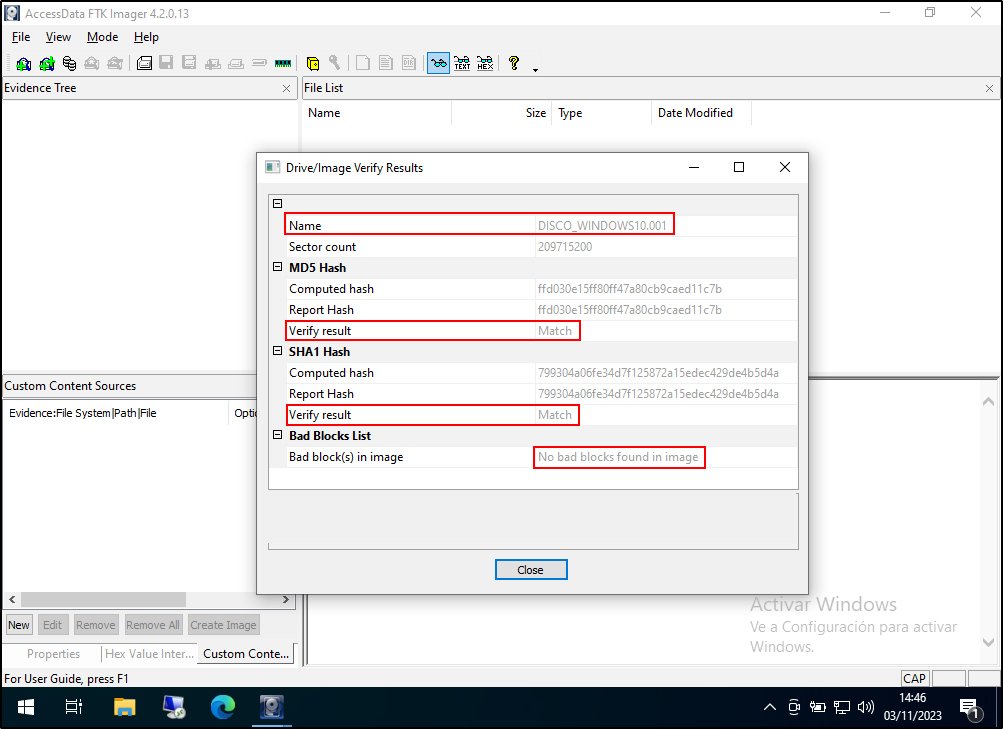 AccessData FTK Imager 4.2.0.13
File View Mode Help
Evidence Tree
File List
Name Size Type Date Modified
Drive/Image Verify Results
Name DISCO_WINDOWS10.001
Sector count 209715200
MD5 Hash
Computed hash ffd030e15ff80ff47a80cb9caed11c7b
Report Hash ffd030e15ff80ff47a80cb9caed11c7b
Verify result Match
SHA1 Hash
Computed hash 799304a06fe34d7f125872a15edec429de4b5d4a
Report Hash 799304a06fe34d7f125872a15edec429de4b5d4a
Verify result Match
Bad Blocks List
Bad block(s) in image No bad blocks found in image
Close
Custom Content Sources
Evidence:File System|Path|File Optic
New Edit Remove Remove All Create Image
Properties Hex Value Inter... Custom Conte...
Activar Windows
Ve a Configuración para activar
Windows.
For User Guide, press F1
CAP
14:46
03/11/2023
1